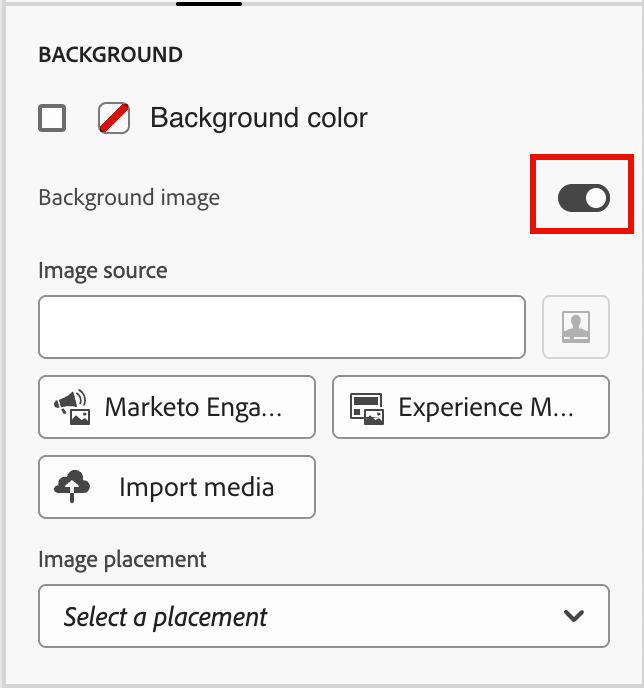 BACKGROUND
Background color
Background image
Image source
Marketo Enga...
Experience M...
Import media
Image placement
Select a placement